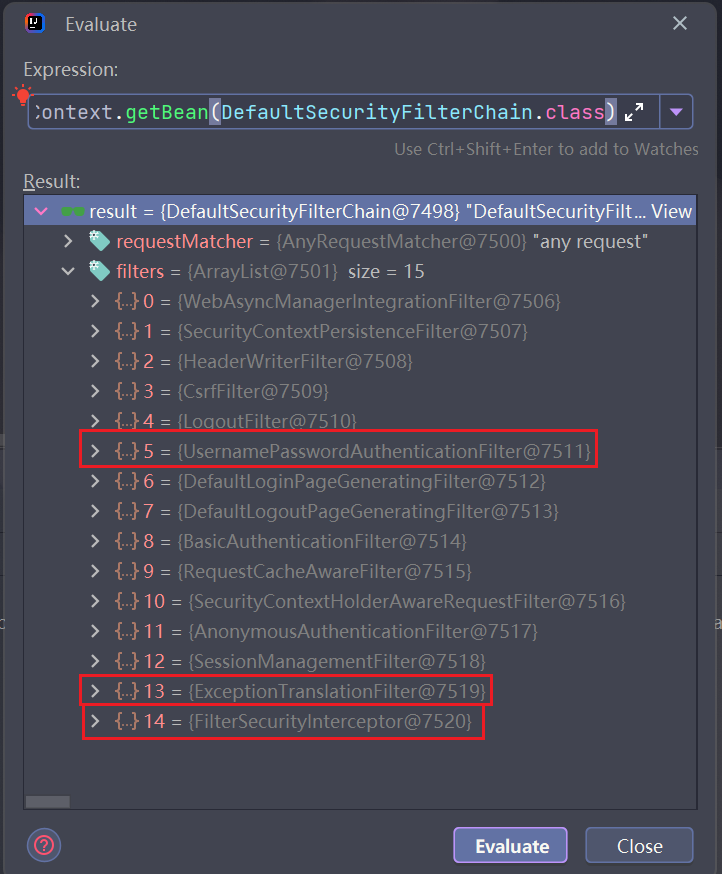 Evaluate
Expression:
Context.getBean(DefaultSecurityFilterChain.class)
Use Ctrl+Shift+Enter to add to Watches
Result:
result = {DefaultSecurityFilterChain@7498} "DefaultSecurityFilt... View
requestMatcher = {AnyRequestMatcher@7500} "any request"
filters = {ArrayList@7501} size = 15
{...} 0 = {WebAsyncManagerIntegrationFilter@7506}
{...} 1 = {SecurityContextPersistenceFilter@7507}
{...} 2 = {HeaderWriterFilter@7508}
{...} 3 = {CsrfFilter@7509}
{...} 4 = {LogoutFilter@7510}
{...} 5 = {UsernamePasswordAuthenticationFilter@7511}
{...} 6 = {DefaultLoginPageGeneratingFilter@7512}
{...} 7 = {DefaultLogoutPageGeneratingFilter@7513}
{...} 8 = {BasicAuthenticationFilter@7514}
{...} 9 = {RequestCacheAwareFilter@7515}
{...} 10 = {SecurityContextHolderAwareRequestFilter@7516}
{...} 11 = {AnonymousAuthenticationFilter@7517}
{...} 12 = {SessionManagementFilter@7518}
{...} 13 = {ExceptionTranslationFilter@7519}
{...} 14 = {FilterSecurityInterceptor@7520}
Evaluate
Close